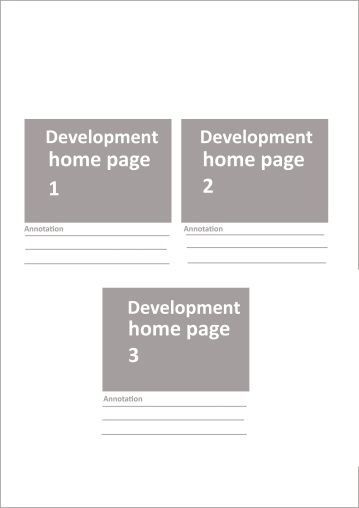 Development
home page
1
Development
home page
2
Annotation
Annotation
Development
home page
3
Annotation